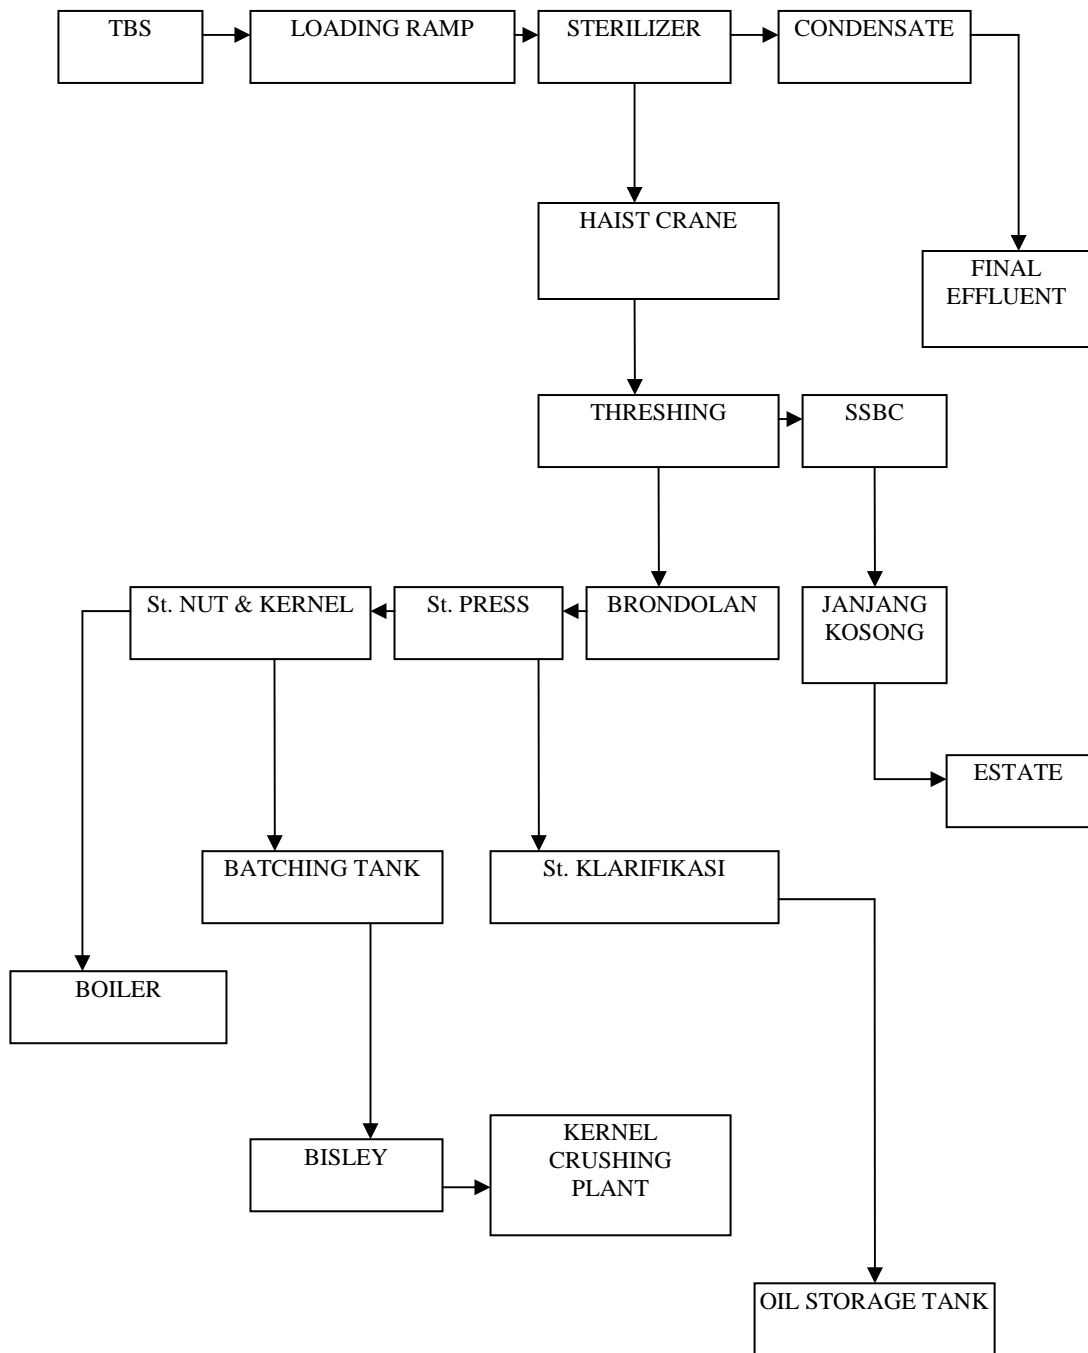 TBS
LOADING RAMP
STERILIZER
CONDENSATE
HAIST CRANE
FINAL
EFFLUENT
THRESHING
SSBC
St. NUT & KERNEL
St. PRESS
BRONDOLAN
JANJANG
KOSONG
ESTATE
BATCHING TANK
St. KLARIFIKASI
BOILER
BISLEY
KERNEL
CRUSHING
PLANT
OIL STORAGE TANK